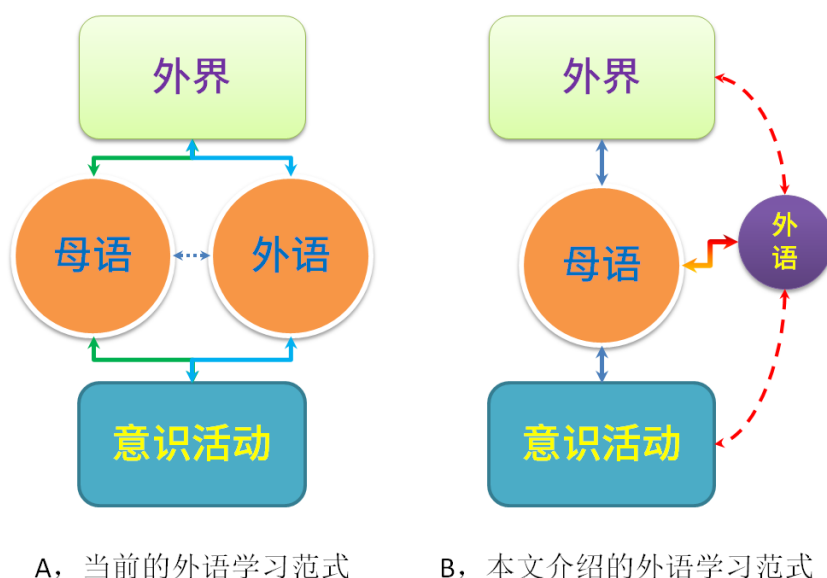 外界
母语
外语
意识活动
A，当前的外语学习范式
外界
母语
外
语
意识活动
B，本文介绍的外语学习范式